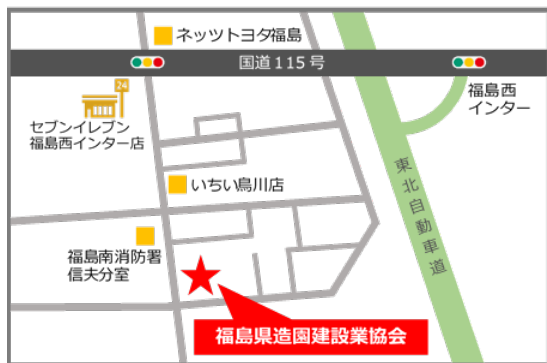 ネッツトヨタ福島
国道115号
24
福島西
インター
セブンイレブン
福島西インター店
いちい鳥川店
東北自動車道
福島南消防署
信夫分室
福島県造園建設業協会